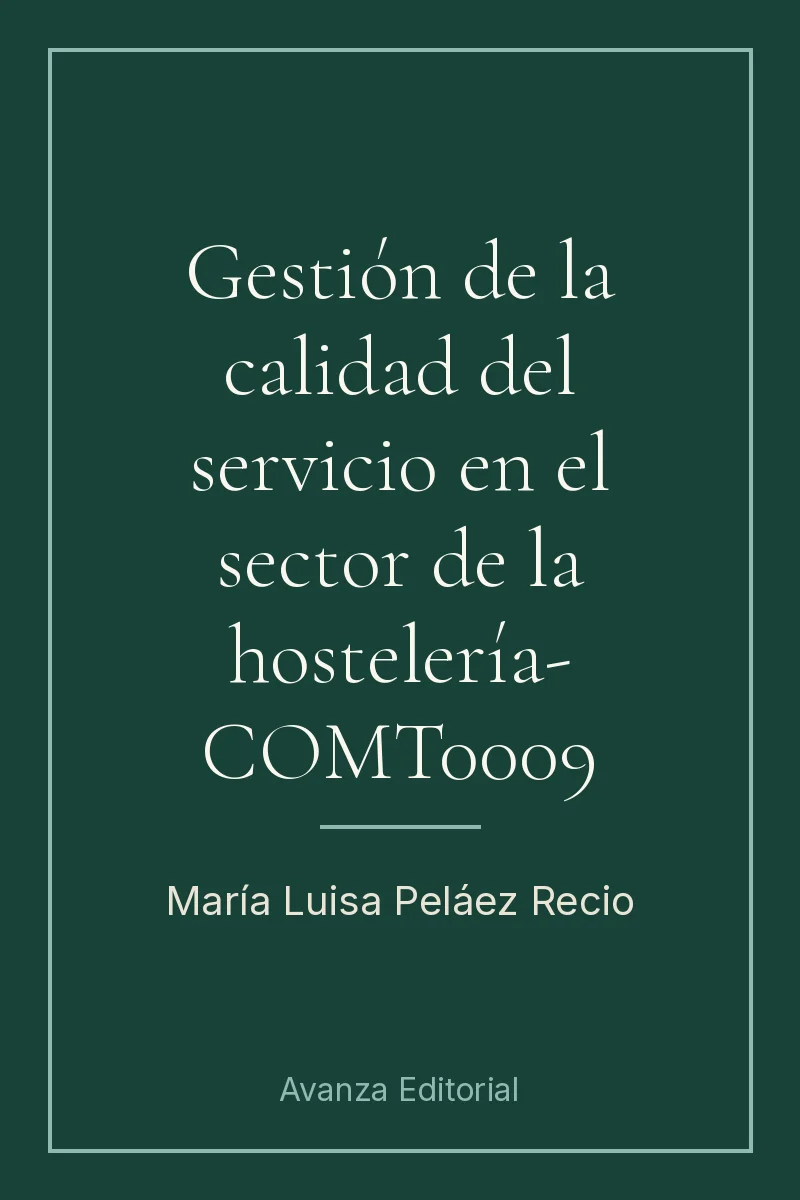 Gestión de la
calidad del
servicio en el
sector de la
hostelería-
COMT0009
María Luisa Peláez Recio
Avanza Editorial